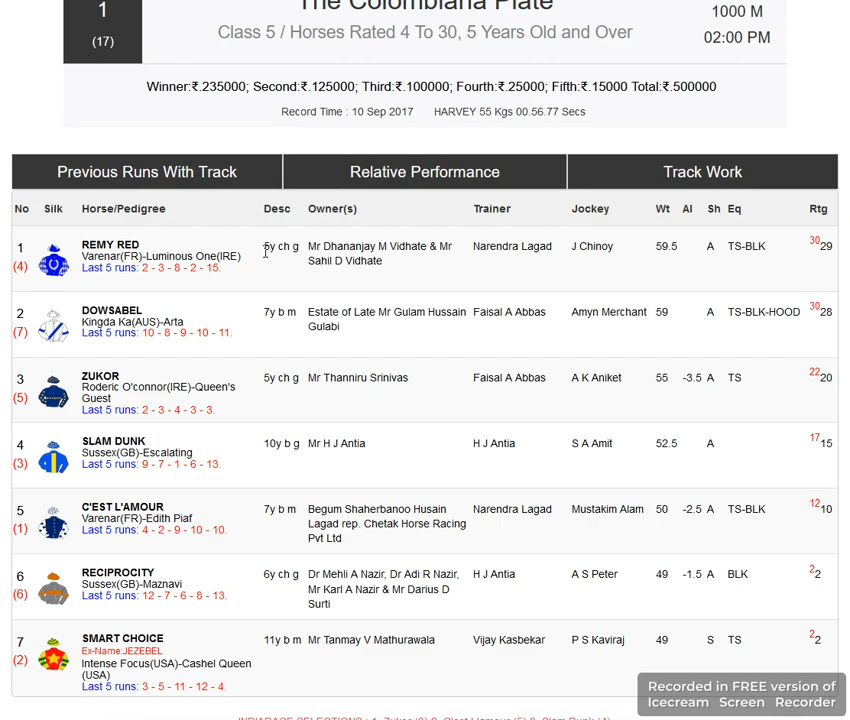 1
The Colombiana Plate
1000 M
(17)
Class 5 / Horses Rated 4 To 30, 5 Years Old and Over
02:00 PM
Winner:₹.235000; Second:₹.125000; Third:₹.100000; Fourth:₹.25000; Fifth:₹.15000 Total:₹.500000
Record Time : 10 Sep 2017 HARVEY 55 Kgs 00.56.77 Secs
Previous Runs With Track Relative Performance Track Work
No Silk Horse/Pedigree Desc Owner(s) Trainer Jockey Wt Al Sh Eq Rtg
1 REMY RED 6y ch g Mr Dhananjay M Vidhate & Mr Narendra Lagad J Chinoy 59.5 A TS-BLK 30 29
Varenar(FR)-Luminous One(IRE) Sahil D Vidhate
(4) Last 5 runs: 2 - 3 - 8 - 2 - 15.
2 DOWSABEL 7y b m Estate of Late Mr Gulam Hussain Faisal A Abbas Amyn Merchant 59 A TS-BLK-HOOD 30 28
Kingda Ka(AUS)-Arta Gulabi
(7) Last 5 runs: 10 - 8 - 9 - 10 - 11.
3 ZUKOR 5y ch g Mr Thanniru Srinivas Faisal A Abbas A K Aniket 55 -3.5 A TS 22 20
Roderic O'connor(IRE)-Queen's
(5) Guest
Last 5 runs: 2 - 3 - 4 - 3 - 3.
4 SLAM DUNK 10y b g Mr H J Antia H J Antia S A Amit 52.5 A 17 15
Sussex(GB)-Escalating
(3) Last 5 runs: 9 - 7 - 1 - 6 - 13.
5 C'EST L'AMOUR 7y b m Begum Shaherbanoo Husain Narendra Lagad Mustakim Alam 50 -2.5 A TS-BLK 12 10
Varenar(FR)-Edith Piaf Lagad rep. Chetak Horse Racing
(1) Last 5 runs: 4 - 2 - 9 - 10 - 10. Pvt Ltd
6 RECIPROCITY 6y ch g Dr Mehli A Nazir, Dr Adi R Nazir, H J Antia A S Peter 49 -1.5 A BLK 2 2
Sussex(GB)-Maznavi Mr Karl A Nazir & Mr Darius D
(6) Last 5 runs: 12 - 7 - 6 - 8 - 13. Surti
7 SMART CHOICE 11y b m Mr Tanmay V Mathurawala Vijay Kasbekar P S Kaviraj 49 S TS 2 2
(2) Ex-Name:JEZEBEL
Intense Focus(USA)-Cashel Queen
(USA)
Last 5 runs: 3 - 5 - 11 - 12 - 4.
Recorded in FREE version of
Icecream Screen Recorder